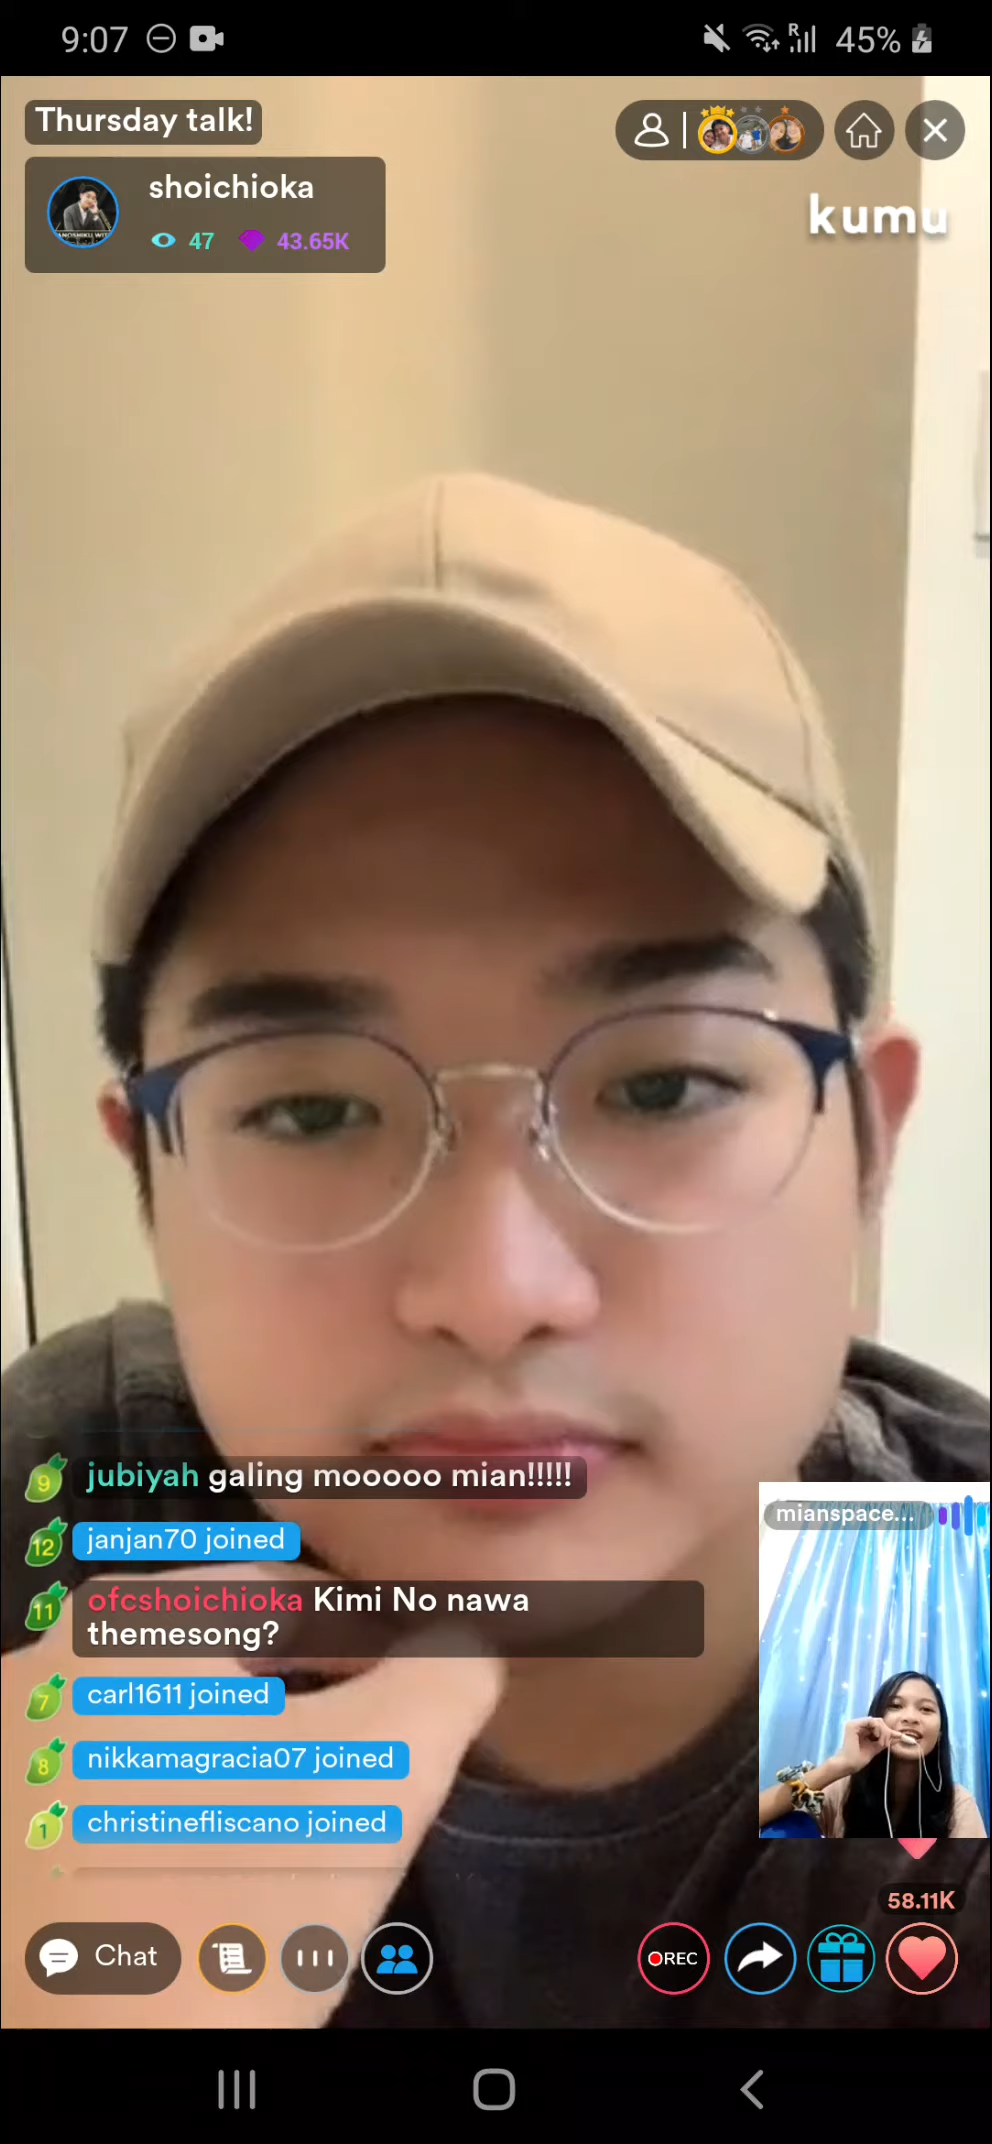 9:07
R
45%
Thursday talk!
shoichioka
47
43.65K
kumu
jubiyah galing mooooo mian!!!!!
9
janjan70 joined
12
ofcshoichioka Kimi No nawa
themesong?
11
carl1611 joined
7
nikkamagracia07 joined
8
christinefliscano joined
1
mianspace...
58.11K
Chat
REC